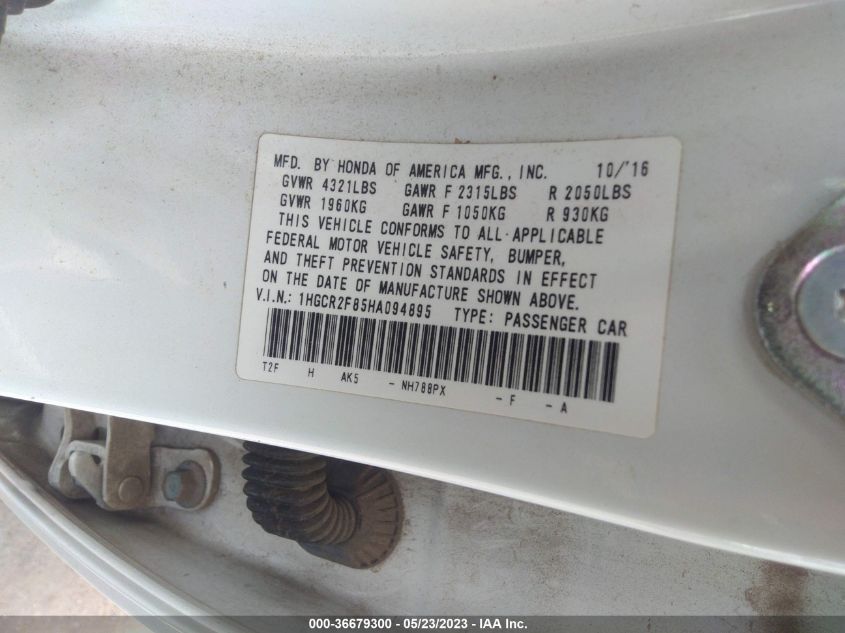 MFD. BY HONDA OF AMERICA MFG., INC. 10/'16
GVWR 4321LBS GAWR F 2315LBS R 2050LBS
GVWR 1960KG GAWR F 1050KG R 930KG
THIS VEHICLE CONFORMS TO ALL APPLICABLE
FEDERAL MOTOR VEHICLE SAFETY, BUMPER,
AND THEFT PREVENTION STANDARDS IN EFFECT
ON THE DATE OF MANUFACTURE SHOWN ABOVE.
V.I.N.: 1HGCR2F85HA094895 TYPE: PASSENGER CAR
T2F H AK5 - NH788PX - F - A
000-36679300 - 05/23/2023 - IAA Inc.